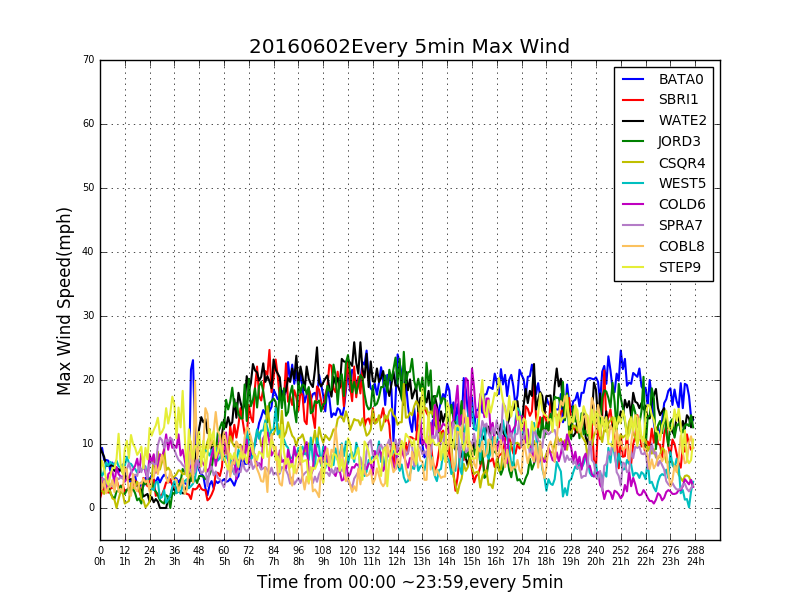 20160602Every 5min Max Wind
Max Wind Speed(mph)
70
60
50
40
30
20
10
0
BATA0
SBRI1
WATE2
JORD3
CSQR4
WEST5
COLD6
SPRA7
COBL8
STEP9
0 12 24 36 48 60 72 84 96 108 120 132 144 156 168 180 192 204 216 228 240 252 264 276 288
0h 1h 2h 3h 4h 5h 6h 7h 8h 9h 10h 11h 12h 13h 14h 15h 16h 17h 18h 19h 20h 21h 22h 23h 24h
Time from 00:00 ~23:59,every 5min